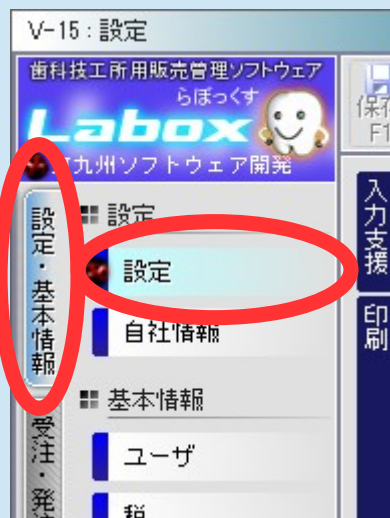 V-15 : 設定
歯科技工所用販売管理ソフトウェア
らぼっくす
Labox
九州ソフトウェア開発
保存
F1
設定・基本情報
設定
設定
自社情報
基本情報
ユーザ
税
受注・発
入力支援
印刷